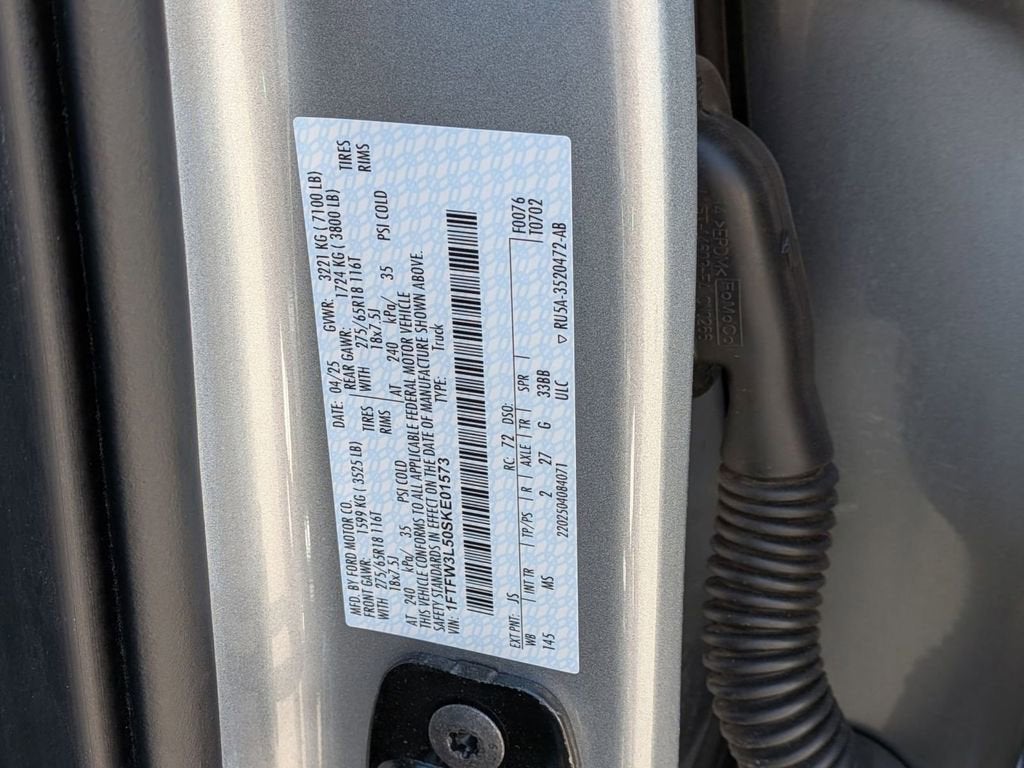 MFD. BY FORD MOTOR CO. DATE: 04/25 GVWR: 3221 KG ( 7100 LB)
FRONT GAWR: 1599 KG ( 3525 LB) REAR GAWR: 1724 KG ( 3800 LB)
WITH 275/65R18 116T TIRES WITH 275/65R18 116T TIRES
18x7.5J RIMS 18x7.5J RIMS
AT 240 kPa/ 35 PSI COLD AT 240 kPa/ 35 PSI COLD
THIS VEHICLE CONFORMS TO ALL APPLICABLE FEDERAL MOTOR VEHICLE
SAFETY STANDARDS IN EFFECT ON THE DATE OF MANUFACTURE SHOWN ABOVE.
VIN: 1FTFW3L50SKE01573 TYPE: Truck
EXT PNT: JS RC: 72 DSO: F0076
WB INT TR TP/PS R AXLE TR SPR T0702
145 MS 2 27 G 33BB
2202504084071 ULC ▽ RU5A-3520472-AB
FoMoCo